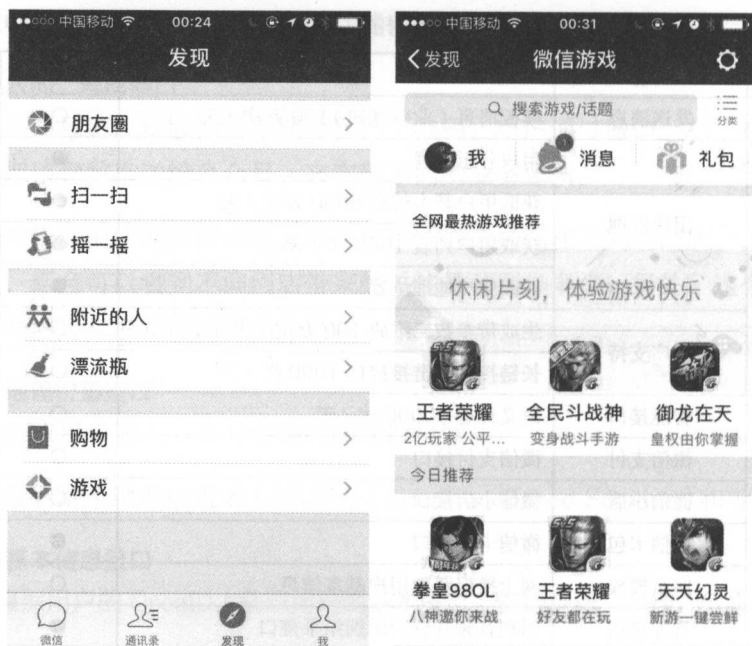 中国移动 00:24
发现
朋友圈
扫一扫
摇一摇
附近的人
漂流瓶
购物
游戏
微信 通讯录 发现 我
中国移动 00:31
发现 微信游戏
搜索游戏/话题 分类
我 消息 礼包
全网最热游戏推荐
休闲片刻，体验游戏快乐
王者荣耀 全民斗战神 御龙在天
2亿玩家 公平... 变身战斗手游 皇权由你掌握
今日推荐
拳皇98OL 王者荣耀 天天幻灵
八神邀你来战 好友都在玩 新游一键尝鲜